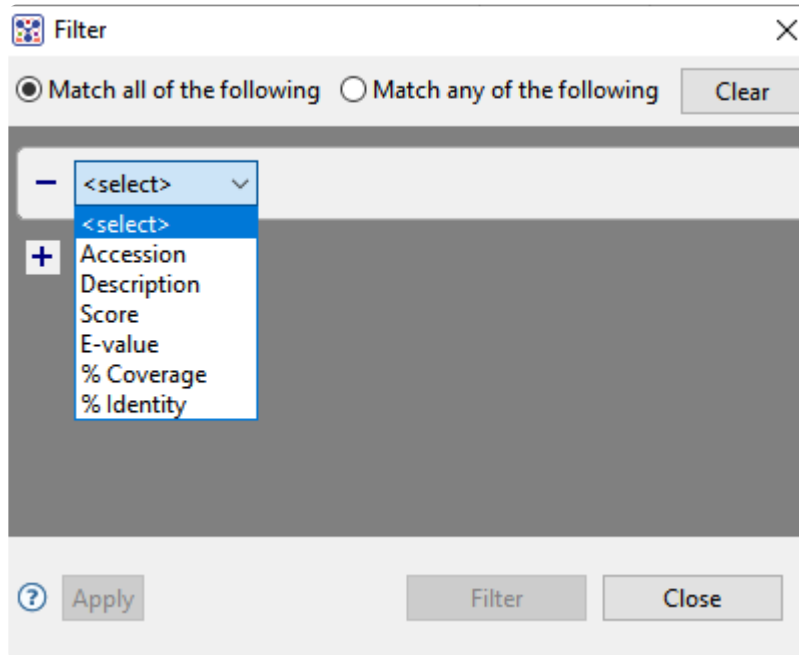 Filter
Match all of the following Match any of the following Clear
<select>
<select>
Accession
Description
Score
E-value
% Coverage
% Identity
? Apply Filter Close